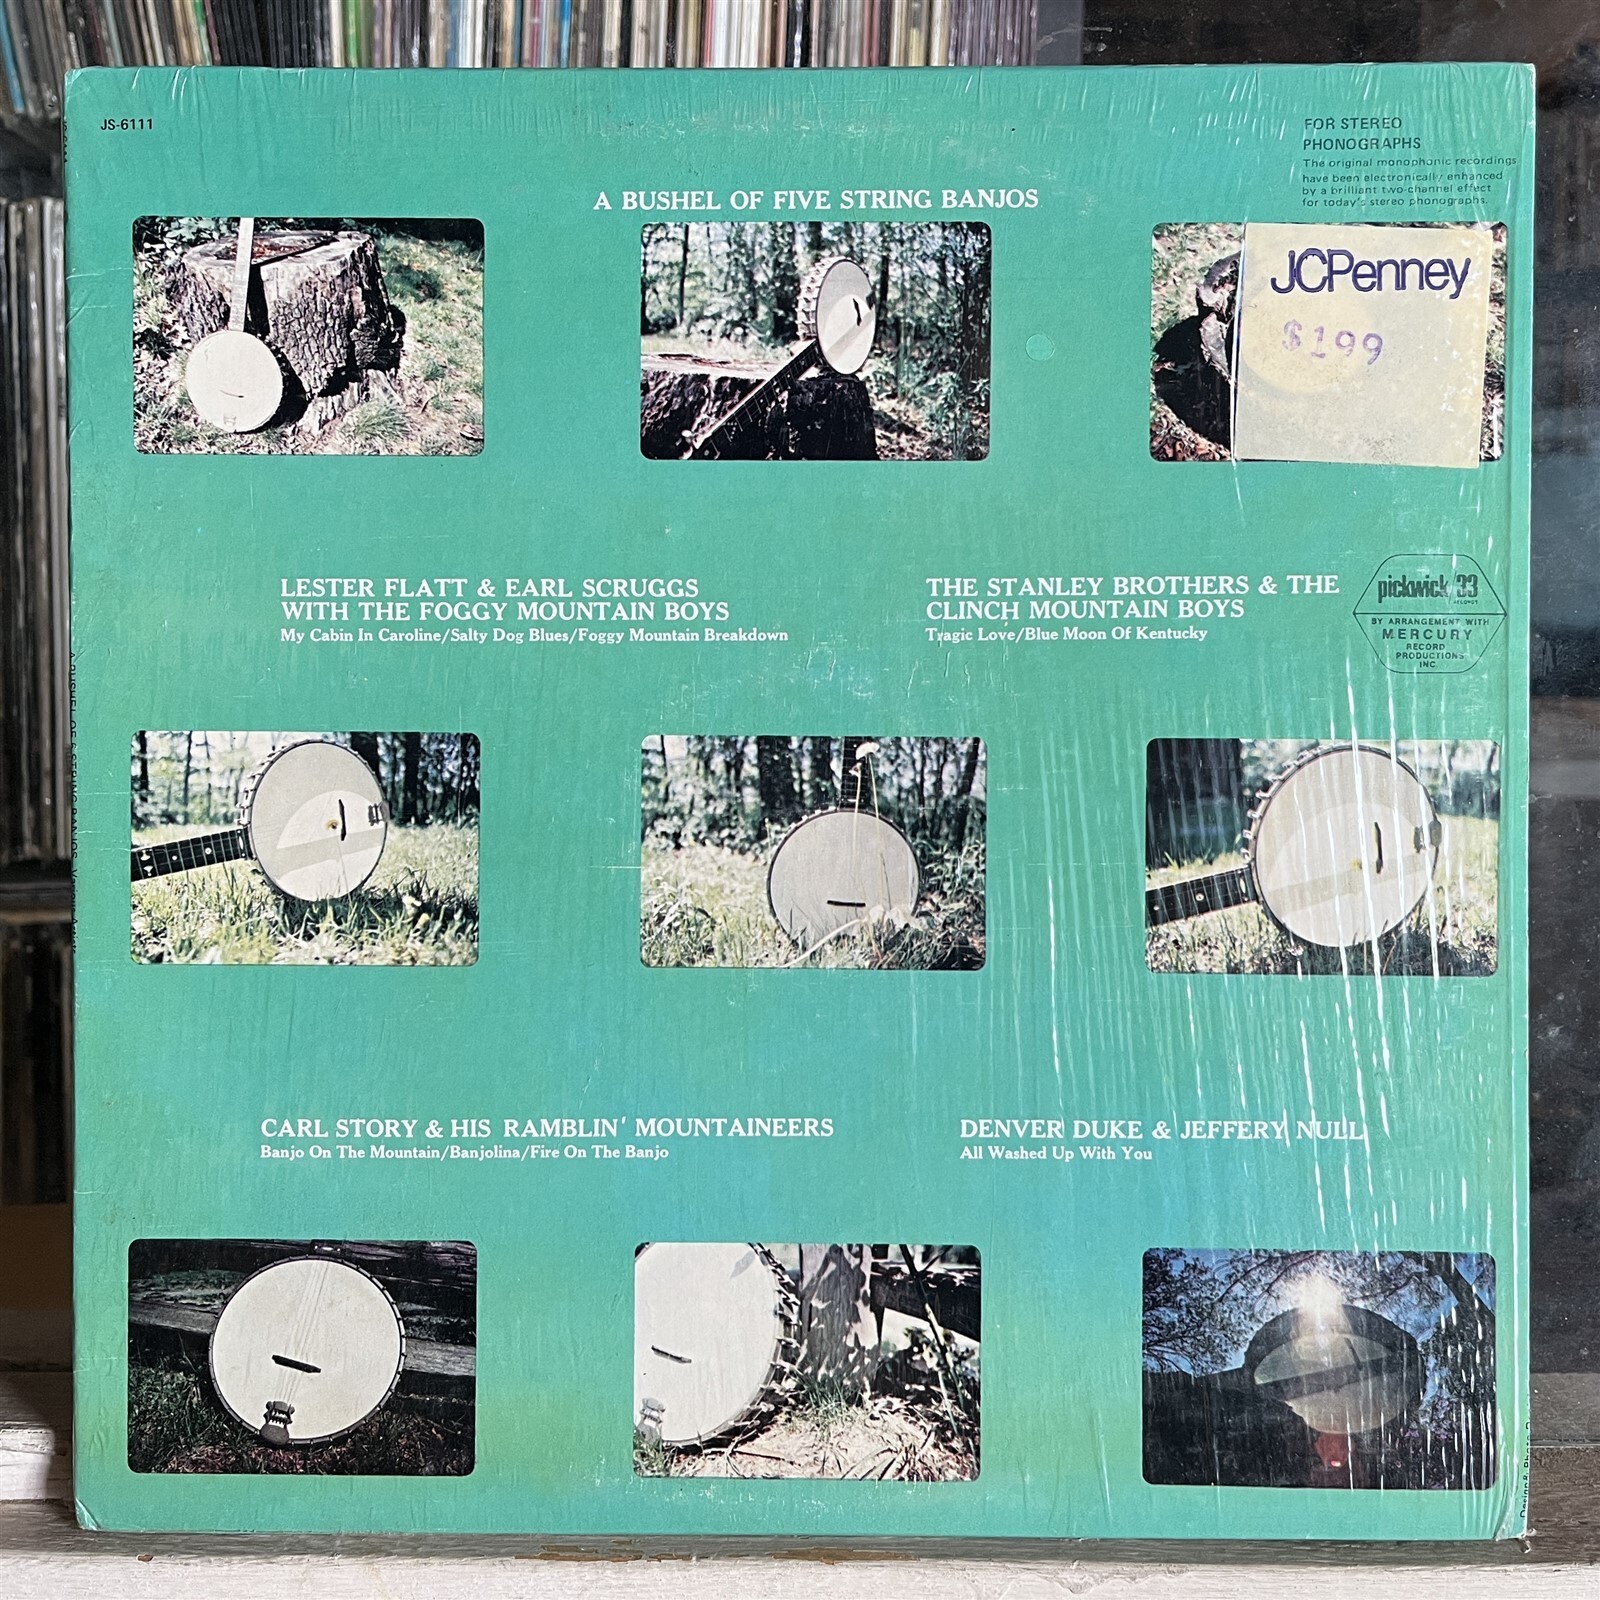 JS-6111
FOR STEREO
PHONOGRAPHS
The original monophonic recordings
have been electronically enhanced
by a brilliant two-channel effect
for today's stereo phonographs.
A BUSHEL OF FIVE STRING BANJOS
JCPenney
$199
LESTER FLATT & EARL SCRUGGS
WITH THE FOGGY MOUNTAIN BOYS
My Cabin In Caroline/Salty Dog Blues/Foggy Mountain Breakdown
THE STANLEY BROTHERS & THE
CLINCH MOUNTAIN BOYS
Tragic Love/Blue Moon Of Kentucky
pickwick/33
RECORDS
BY ARRANGEMENT WITH
MERCURY
RECORD
PRODUCTIONS
INC.
CARL STORY & HIS RAMBLIN' MOUNTAINEERS
Banjo On The Mountain/Banjolina/Fire On The Banjo
DENVER DUKE & JEFFERY NULL
All Washed Up With You